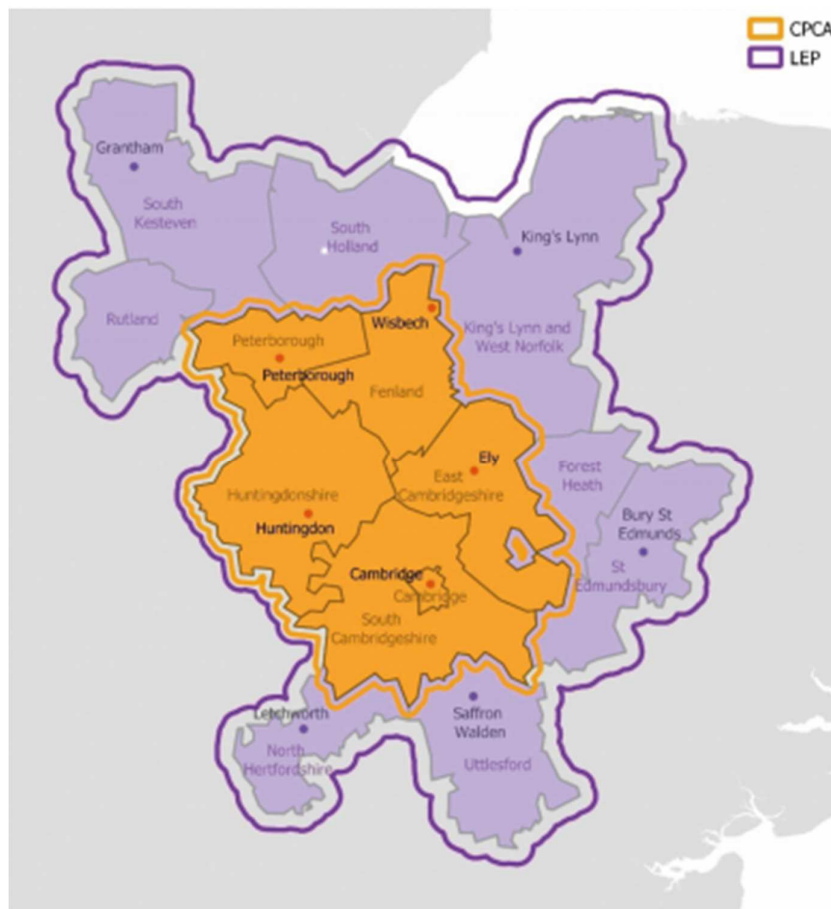 CPCA
LEP
Grantham
South
Kesteven
South
Holland
King's Lynn
Rutland
Wisbech
King's Lynn and
West Norfolk
Peterborough
Peterborough
Fenland
Ely
Forest
Heath
East
Cambridgeshire
Huntingdonshire
Huntingdon
Bury St
Edmunds
St
Edmundsbury
Cambridge
Cambridge
South
Cambridgeshire
Letchworth
North
Hertfordshire
Saffron
Walden
Uttlesford